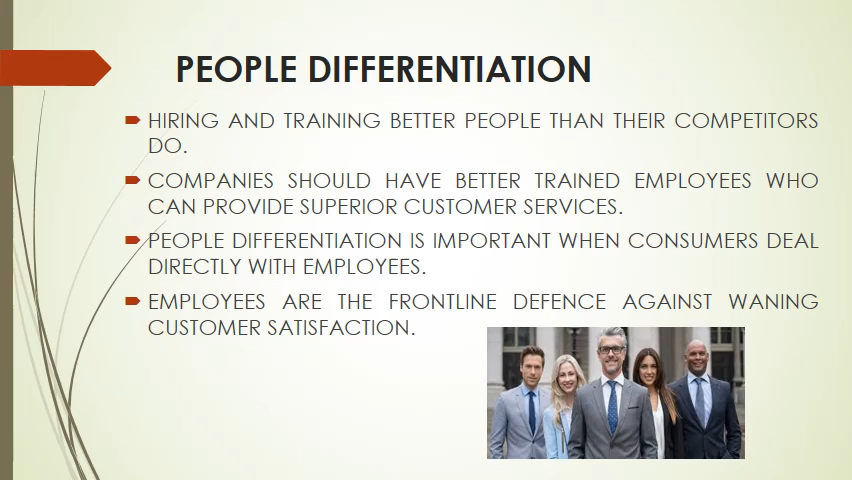 PEOPLE DIFFERENTIATION
HIRING AND TRAINING BETTER PEOPLE THAN THEIR COMPETITORS
DO.
COMPANIES SHOULD HAVE BETTER TRAINED EMPLOYEES WHO
CAN PROVIDE SUPERIOR CUSTOMER SERVICES.
PEOPLE DIFFERENTIATION IS IMPORTANT WHEN CONSUMERS DEAL
DIRECTLY WITH EMPLOYEES.
EMPLOYEES ARE THE FRONTLINE DEFENCE AGAINST WANING
CUSTOMER SATISFACTION.